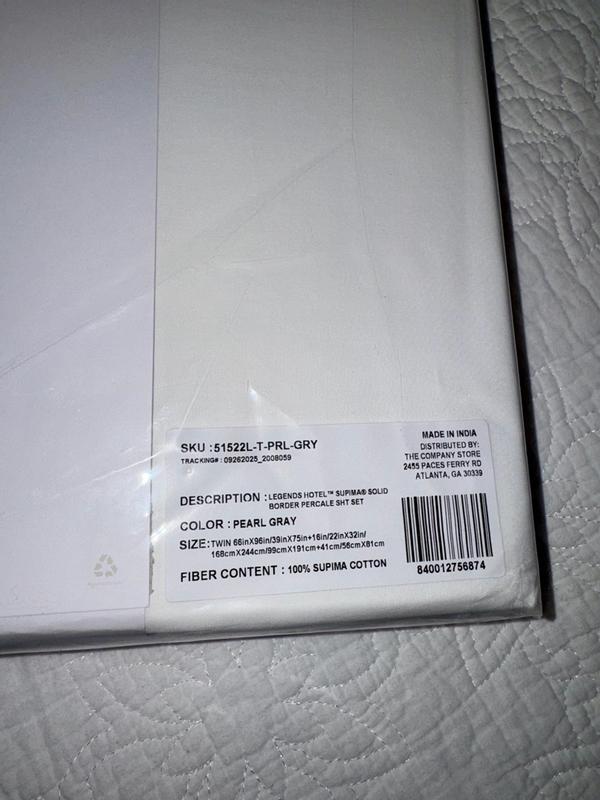 SKU : 51522L-T-PRL-GRY
TRACKING# : 09262025_2008059
MADE IN INDIA
DISTRIBUTED BY:
THE COMPANY STORE
2455 PACES FERRY RD
ATLANTA, GA 30339
DESCRIPTION : LEGENDS HOTEL™ SUPIMA® SOLID
BORDER PERCALE SHT SET
COLOR : PEARL GRAY
SIZE : TWIN 66inX96in/39inX75in+16in/22inX32in/
168cmX244cm/99cmX191cm+41cm/56cmX81cm
FIBER CONTENT : 100% SUPIMA COTTON
840012756874